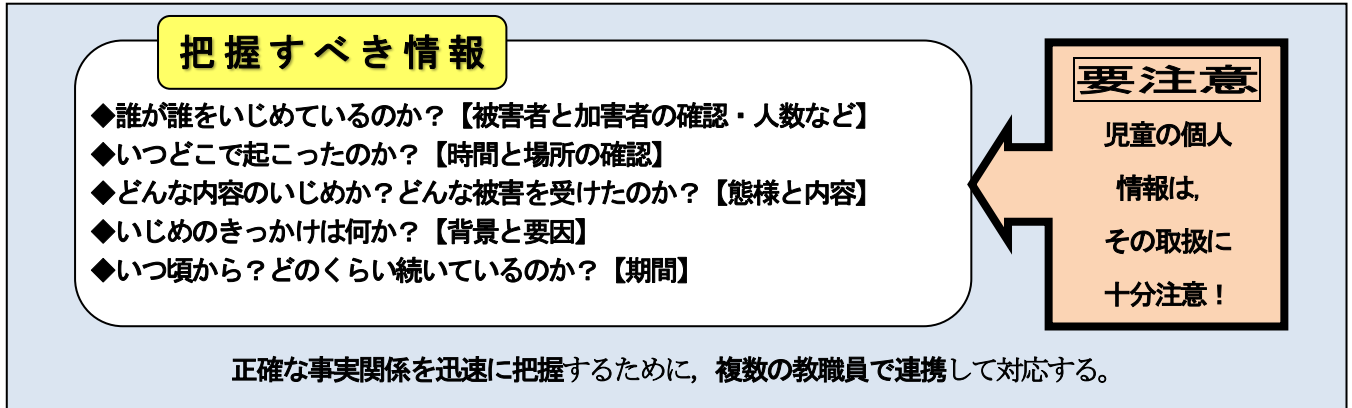 把握すべき情報
◆誰が誰をいじめているのか？【被害者と加害者の確認・人数など】
◆いつどこで起こったのか？【時間と場所の確認】
◆どんな内容のいじめか？どんな被害を受けたのか？【態様と内容】
◆いじめのきっかけは何か？【背景と要因】
◆いつ頃から？どのくらい続いているのか？【期間】
要注意
児童の個人
情報は，
その取扱に
十分注意！
正確な事実関係を迅速に把握するために，複数の教職員で連携して対応する。